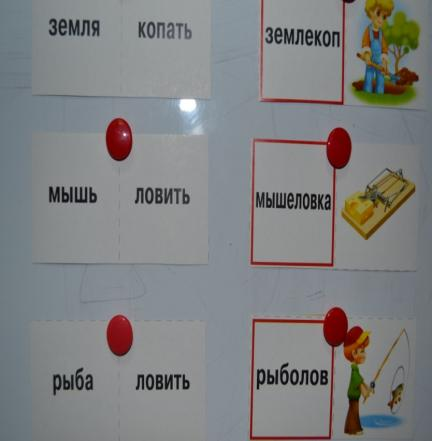 земля копать землекоп
мышь ловить мышеловка
рыба ловить рыболов